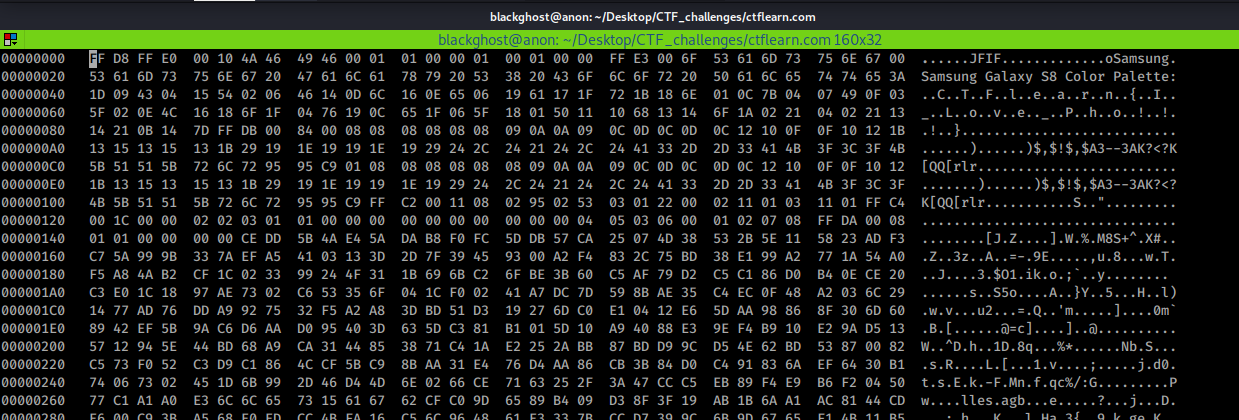 blackghost@anon: ~/Desktop/CTF_challenges/ctflearn.com
blackghost@anon: ~/Desktop/CTF_challenges/ctflearn.com 160x32
00000000 FF D8 FF E0 00 10 4A 46 49 46 00 01 01 00 00 01 00 01 00 00 FF E3 00 6F 53 61 6D 73 75 6E 67 00 ......JFIF...........oSamsung.
00000020 53 61 6D 73 75 6E 67 20 47 61 6C 61 78 79 20 53 38 20 43 6F 6C 6F 72 20 50 61 6C 65 74 74 65 3A Samsung Galaxy S8 Color Palette:
00000040 1D 09 43 04 15 54 02 06 46 14 0D 6C 16 0E 65 06 19 61 17 1F 72 1B 18 6E 01 0C 7B 04 07 49 0F 03 ..C..T..F..l..e..a..r..n..{..I..
00000060 5F 02 0E 4C 16 18 6F 1F 04 76 19 0C 65 1F 06 5F 18 01 50 11 10 68 13 14 6F 1A 02 21 04 02 21 13 _..L..o..v..e.._..P..h..o..!..!.
00000080 14 21 0B 14 7D FF DB 00 84 00 08 08 08 08 08 08 09 0A 0A 09 0C 0D 0C 0D 0C 12 10 0F 0F 10 12 1B .!..}...........................
000000A0 13 15 13 15 13 1B 29 19 1E 19 19 1E 19 29 24 2C 24 21 24 2C 24 41 33 2D 2D 33 41 4B 3F 3C 3F 4B ......)......)$,$!$,$A3--3AK?<?K
000000C0 5B 51 51 5B 72 6C 72 95 95 C9 01 08 08 08 08 08 08 09 0A 0A 09 0C 0D 0C 0D 0C 12 10 0F 0F 10 12 [QQ[rlr.........................
000000E0 1B 13 15 13 15 13 1B 29 19 1E 19 19 1E 19 29 24 2C 24 21 24 2C 24 41 33 2D 2D 33 41 4B 3F 3C 3F .......)......)$,$!$,$A3--3AK?<?
00000100 4B 5B 51 51 5B 72 6C 72 95 95 C9 FF C2 00 11 08 02 95 02 53 03 01 22 00 02 11 01 03 11 01 FF C4 K[QQ[rlr...........S..".........
00000120 00 1C 00 00 02 02 03 01 01 00 00 00 00 00 00 00 00 00 04 05 03 06 00 01 02 07 08 FF DA 00 08 ................................
00000140 01 01 00 00 00 00 CE DD 5B 4A E4 5A DA B8 F0 FC 5D DB 57 CA 25 07 4D 38 53 2B 5E 11 58 23 AD F3 ........[J.Z....].W.%.M8S+^.X#..
00000160 C7 5A 99 9B 33 7A EF A5 41 03 13 3D 2D 7F 39 45 93 00 A2 F4 83 2C 75 BD 38 E1 99 A2 77 1A 54 A0 .Z..3z..A..=-.9E.....,u.8...w.T.
00000180 F5 A8 4A B2 CF 1C 02 33 99 24 4F 31 1B 69 6B C2 6F BE 3B 60 C5 AF 79 D2 C5 C1 86 D0 B4 0E CE 20 ..J....3.$O1.ik.o.;`..y........
000001A0 C3 E0 1C 18 97 AE 73 02 C6 53 35 6F 04 1C F0 02 41 A7 DC 7D 59 8B AE 35 C4 EC 0F 48 A2 03 6C 29 ......s..S5o....A..}Y..5...H..l)
000001C0 14 77 AD 76 DD A9 92 75 32 F5 A2 A8 3D BD 51 D3 19 27 6D C0 E1 04 12 E6 5D AA 98 86 8F 30 6D 60 .w.v...u2...=.Q..'m.....]....0m`
000001E0 89 42 EF 5B 9A C6 D6 AA D0 95 40 3D 63 5D C3 81 B1 01 5D 10 A9 40 88 E3 9E F4 B9 10 E2 9A D5 13 .B.[......@=c]....]..@..........
00000200 57 12 94 5E 44 BD 68 A9 CA 31 44 85 38 71 C4 1A E2 25 2A BB 87 BD D9 9C D5 4E 62 BD 53 87 00 82 W..^D.h..1D.8q...%*......Nb.S...
00000220 C5 73 F0 52 C3 D9 C1 86 4C CF 5B C9 8B AA 31 E4 76 D4 AA 86 CB 3B 84 D0 C4 91 83 6A EF 64 30 B1 .s.R....L.[...1.v....;.....j.d0.
00000240 74 06 73 02 45 1D 6B 99 2D 46 D4 4D 6E 02 66 CE 71 63 25 2F 3A 47 CC C5 EB 89 F4 E9 B6 F2 04 50 t.s.E.k.-F.Mn.f.qc%/:G.........P
00000260 77 C1 A1 A0 E3 6C 6C 65 73 15 61 67 62 CF C0 9D 65 89 B4 09 D3 8F 3F 19 AB 1B 6A A1 AC 81 44 CD w....lles.agb...e.....?...j...D.